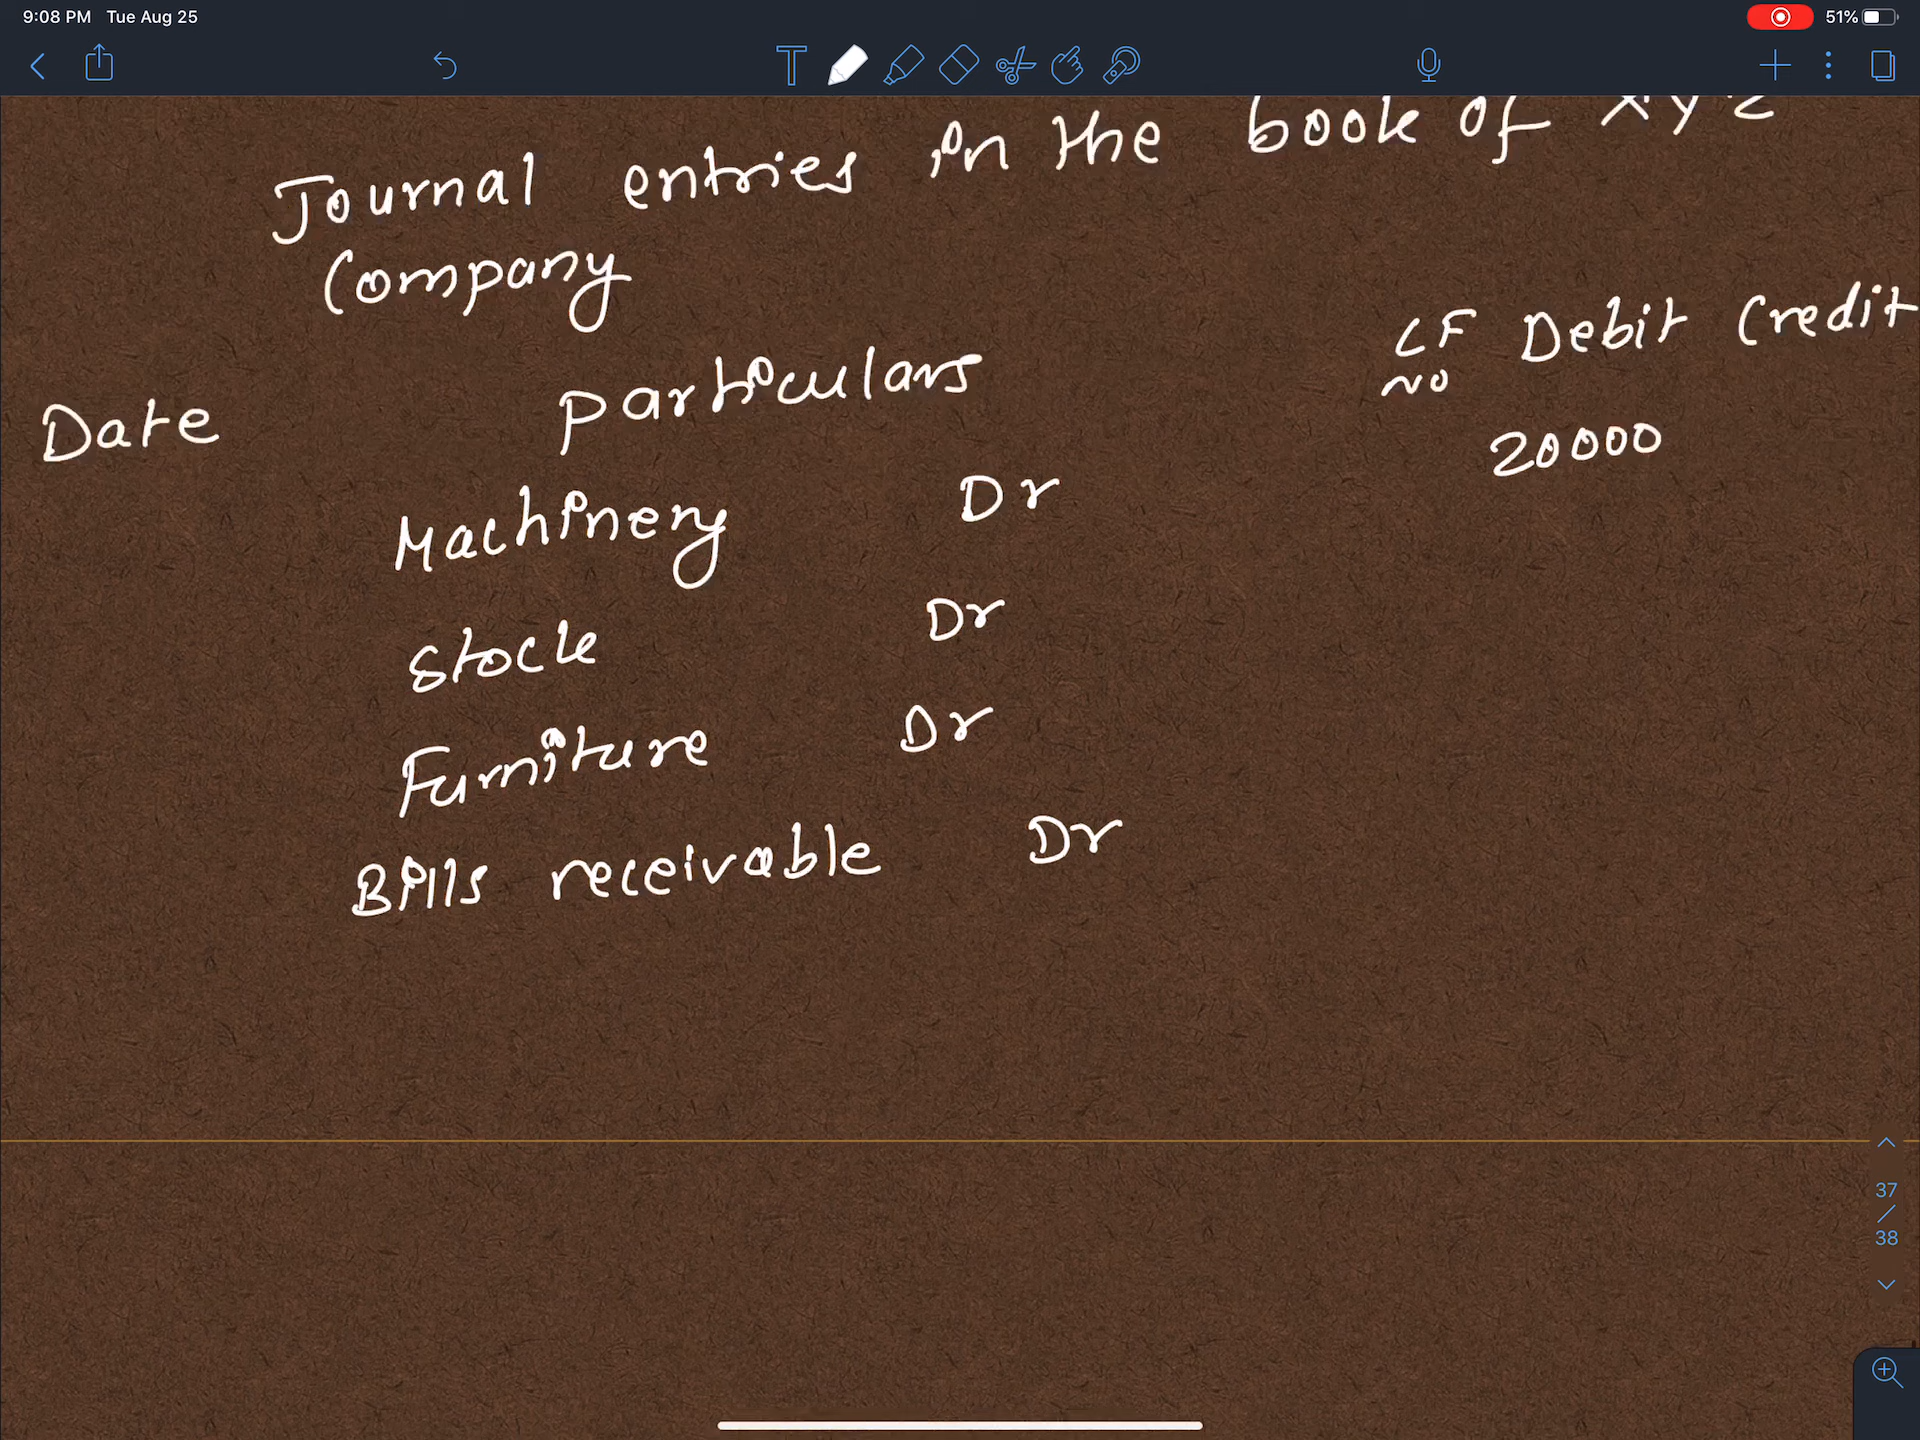 9:08 PM Tue Aug 25
51%
Journal entries in the book of XYZ
Company
Date Particulars LF No Debit Credit
Machinery Dr 20000
Stock Dr
Furniture Dr
Bills receivable Dr
37
/
38